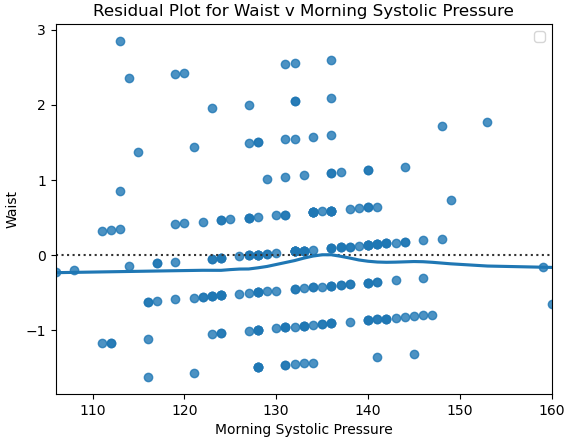 Residual Plot for Waist v Morning Systolic Pressure
3
2
1
0
−1
Waist
110 120 130 140 150 160
Morning Systolic Pressure